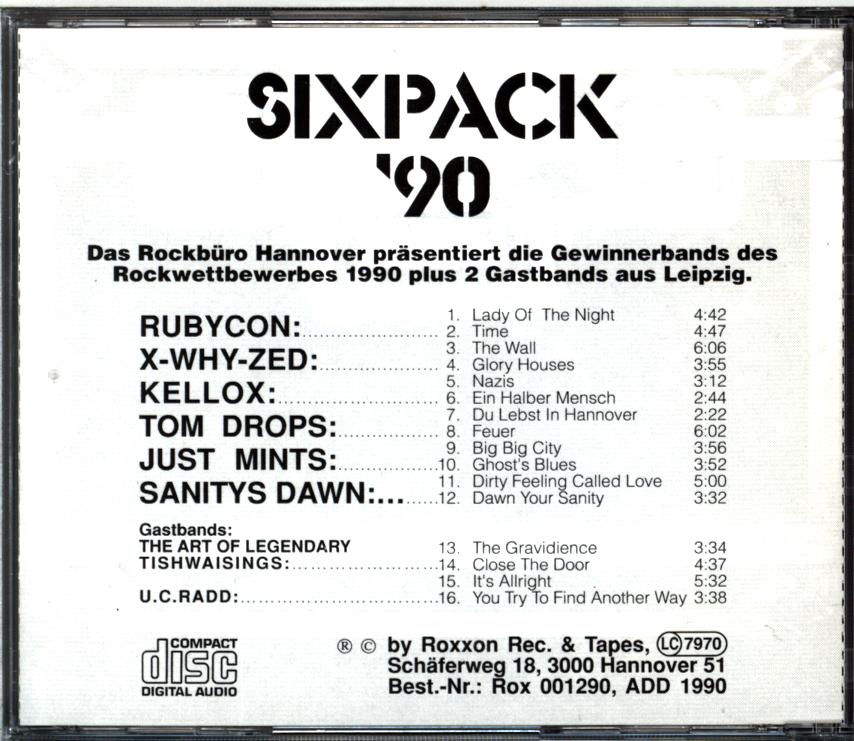 SIXPACK
'90
Das Rockbüro Hannover präsentiert die Gewinnerbands des
Rockwettbewerbes 1990 plus 2 Gastbands aus Leipzig.
1. Lady Of The Night 4:42
RUBYCON:........................... 2. Time 4:47
3. The Wall 6:06
X-WHY-ZED:........................ 4. Glory Houses 3:55
5. Nazis 3:12
KELLOX:............................... 6. Ein Halber Mensch 2:44
7. Du Lebst In Hannover 2:22
TOM DROPS:.................... 8. Feuer 6:02
9. Big Big City 3:56
JUST MINTS:....................10. Ghost's Blues 3:52
11. Dirty Feeling Called Love 5:00
SANITYS DAWN:.........12. Dawn Your Sanity 3:32
Gastbands:
THE ART OF LEGENDARY 13. The Gravidience 3:34
TISHWAISINGS:.........................14. Close The Door 4:37
15. It's Allright 5:32
U.C.RADD:.................................16. You Try To Find Another Way 3:38
COMPACT
disc
DIGITAL AUDIO
® © by Roxxon Rec. & Tapes, LC 7970
Schäferweg 18, 3000 Hannover 51
Best.-Nr.: Rox 001290, ADD 1990